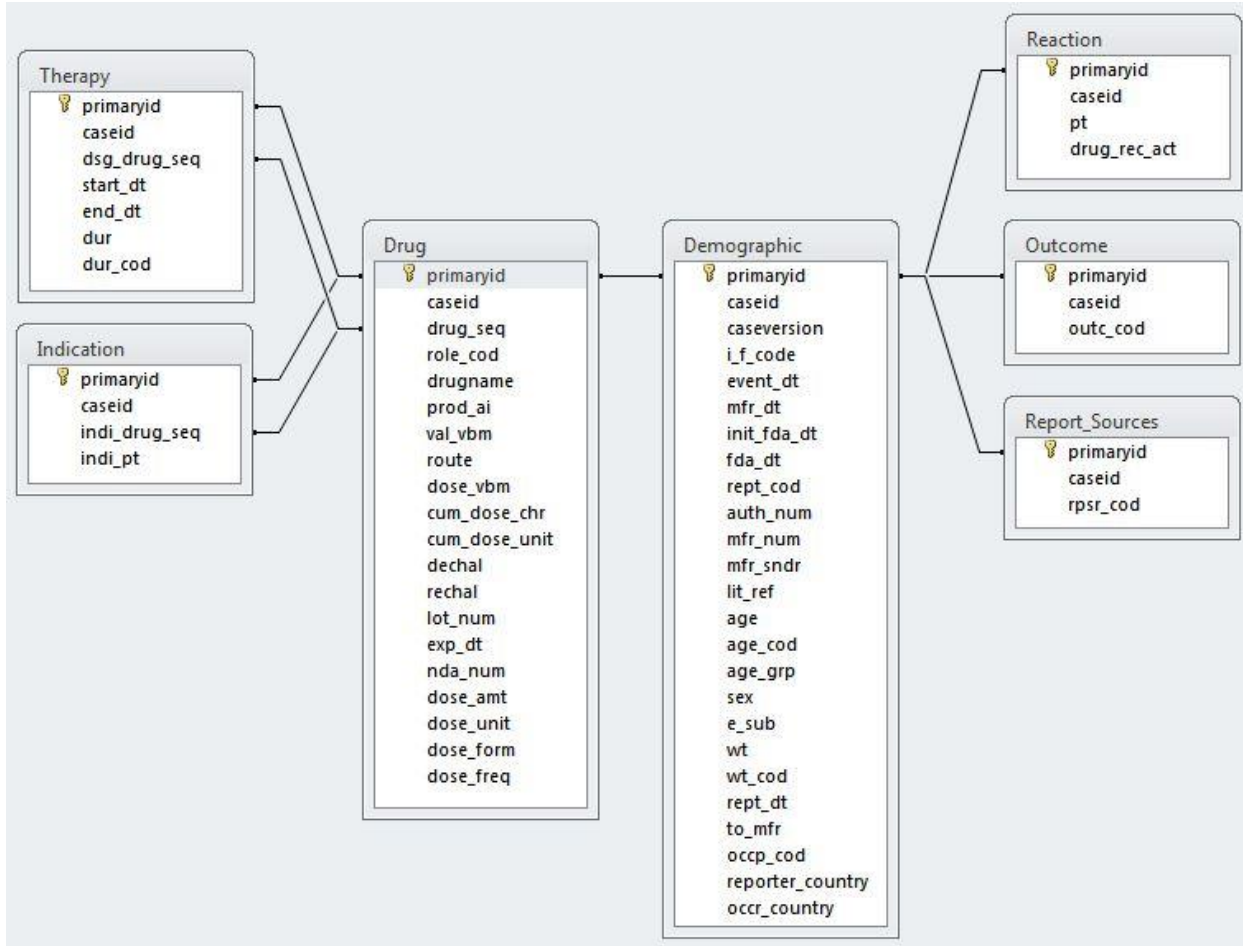 Therapy
primaryid
caseid
dsg_drug_seq
start_dt
end_dt
dur
dur_cod
Indication
primaryid
caseid
indi_drug_seq
indi_pt
Drug
primaryid
caseid
drug_seq
role_cod
drugname
prod_ai
val_vbm
route
dose_vbm
cum_dose_chr
cum_dose_unit
dechal
rechal
lot_num
exp_dt
nda_num
dose_amt
dose_unit
dose_form
dose_freq
Demographic
primaryid
caseid
caseversion
i_f_code
event_dt
mfr_dt
init_fda_dt
fda_dt
rept_cod
auth_num
mfr_num
mfr_sndr
lit_ref
age
age_cod
age_grp
sex
e_sub
wt
wt_cod
rept_dt
to_mfr
occp_cod
reporter_country
occr_country
Reaction
primaryid
caseid
pt
drug_rec_act
Outcome
primaryid
caseid
outc_cod
Report_Sources
primaryid
caseid
rpsr_cod